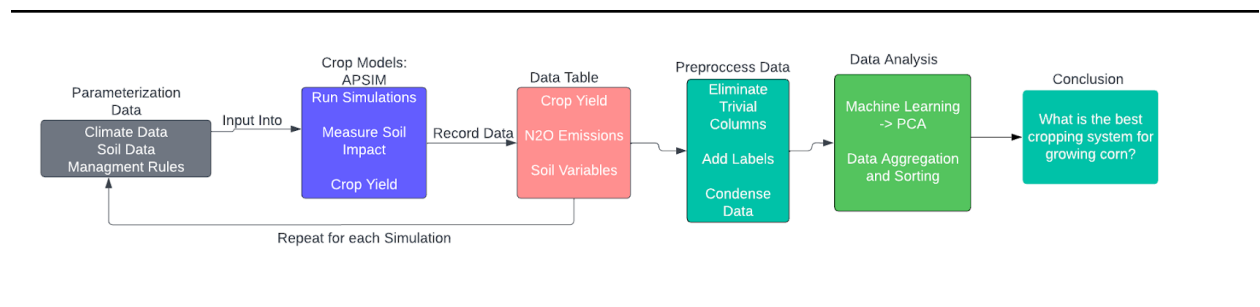 Parameterization
Data
Climate Data
Soil Data
Managment Rules
Input Into
Crop Models:
APSIM
Run Simulations
Measure Soil
Impact
Crop Yield
Record Data
Data Table
Crop Yield
N2O Emissions
Soil Variables
Repeat for each Simulation
Preproccess Data
Eliminate
Trivial
Columns
Add Labels
Condense
Data
Data Analysis
Machine Learning
-> PCA
Data Aggregation
and Sorting
Conclusion
What is the best
cropping system for
growing corn?